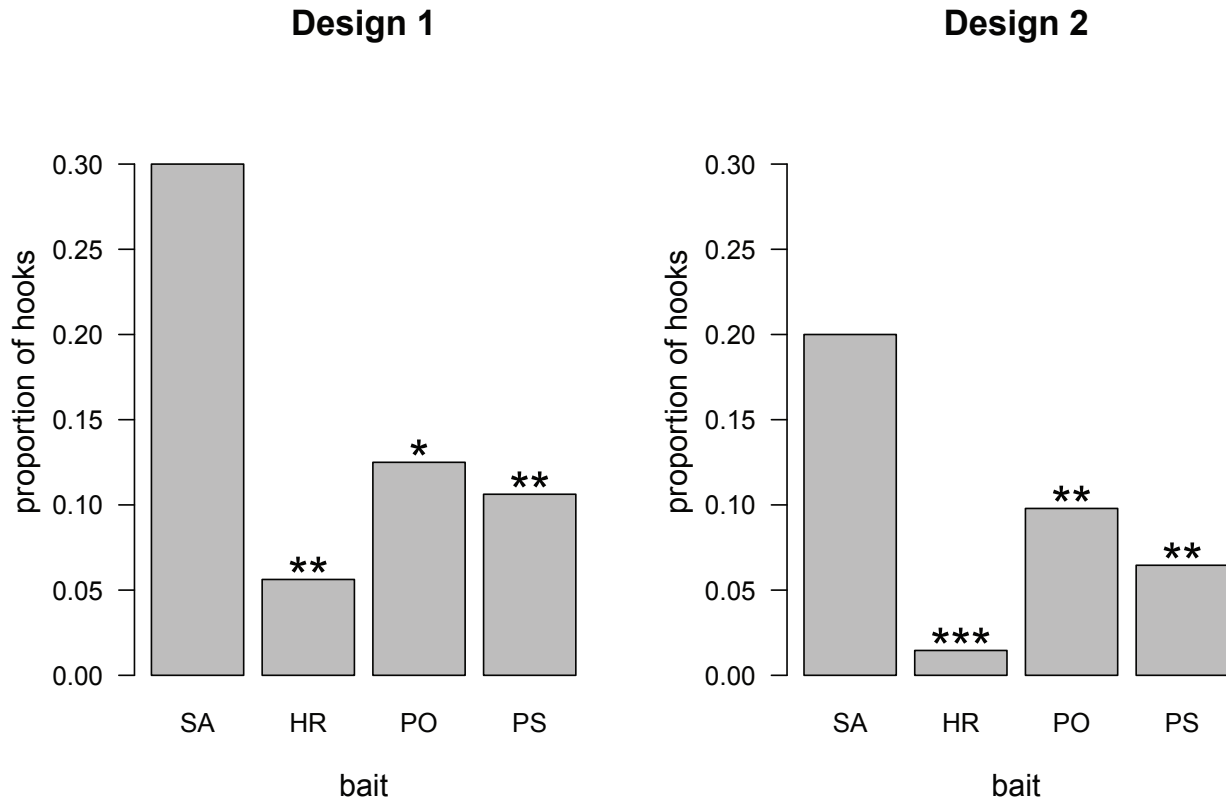 Design 1
proportion of hooks
0.30
0.25
0.20
0.15
0.10
0.05
0.00
*
**
**
SA HR PO PS
bait
Design 2
proportion of hooks
0.30
0.25
0.20
0.15
0.10
0.05
0.00
**
**
***
SA HR PO PS
bait